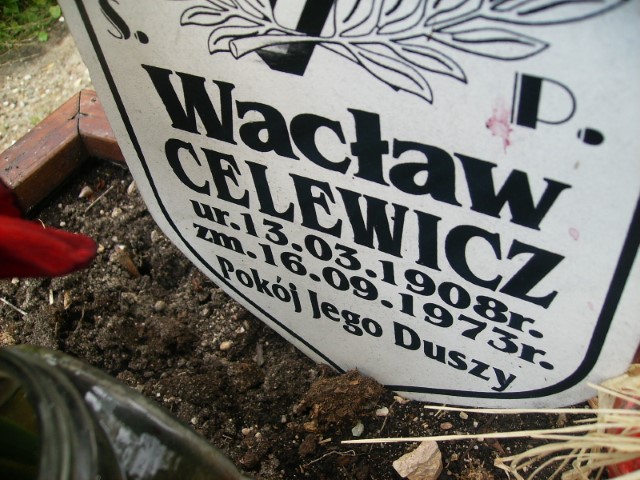 Ś. P.
Wacław
CELEWICZ
ur.13.03.1908r.
zm.16.09.1973r.
Pokój Jego Duszy